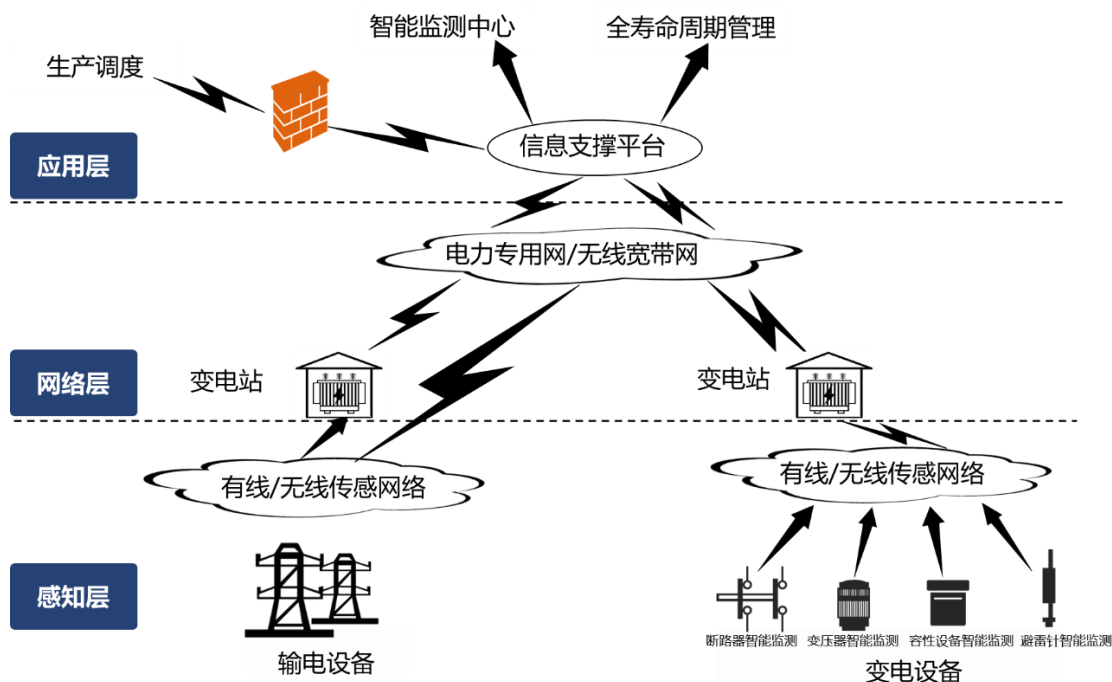 智能监测中心
全寿命周期管理
生产调度
信息支撑平台
应用层
电力专用网/无线宽带网
网络层
变电站
变电站
有线/无线传感网络
有线/无线传感网络
感知层
断路器智能监测
变压器智能监测
容性设备智能监测
避雷针智能监测
输电设备
变电设备